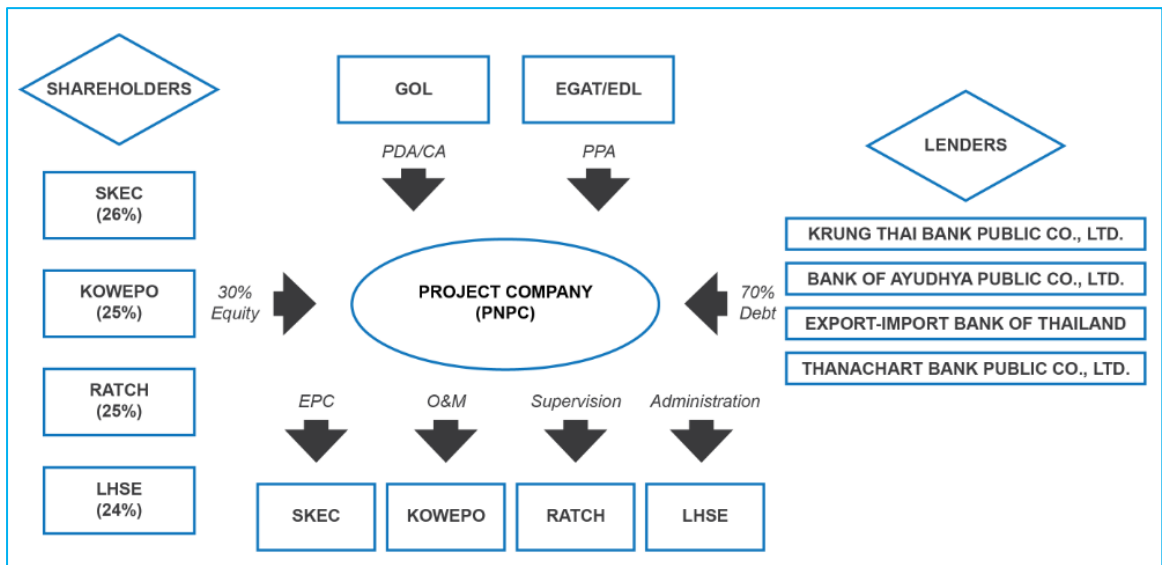 SHAREHOLDERS
SKEC
(26%)
KOWEPO
(25%)
RATCH
(25%)
LHSE
(24%)
30%
Equity
GOL
EGAT/EDL
PDA/CA
PPA
PROJECT COMPANY
(PNPC)
EPC
O&M
Supervision
Administration
SKEC
KOWEPO
RATCH
LHSE
70%
Debt
LENDERS
KRUNG THAI BANK PUBLIC CO., LTD.
BANK OF AYUDHYA PUBLIC CO., LTD.
EXPORT-IMPORT BANK OF THAILAND
THANACHART BANK PUBLIC CO., LTD.